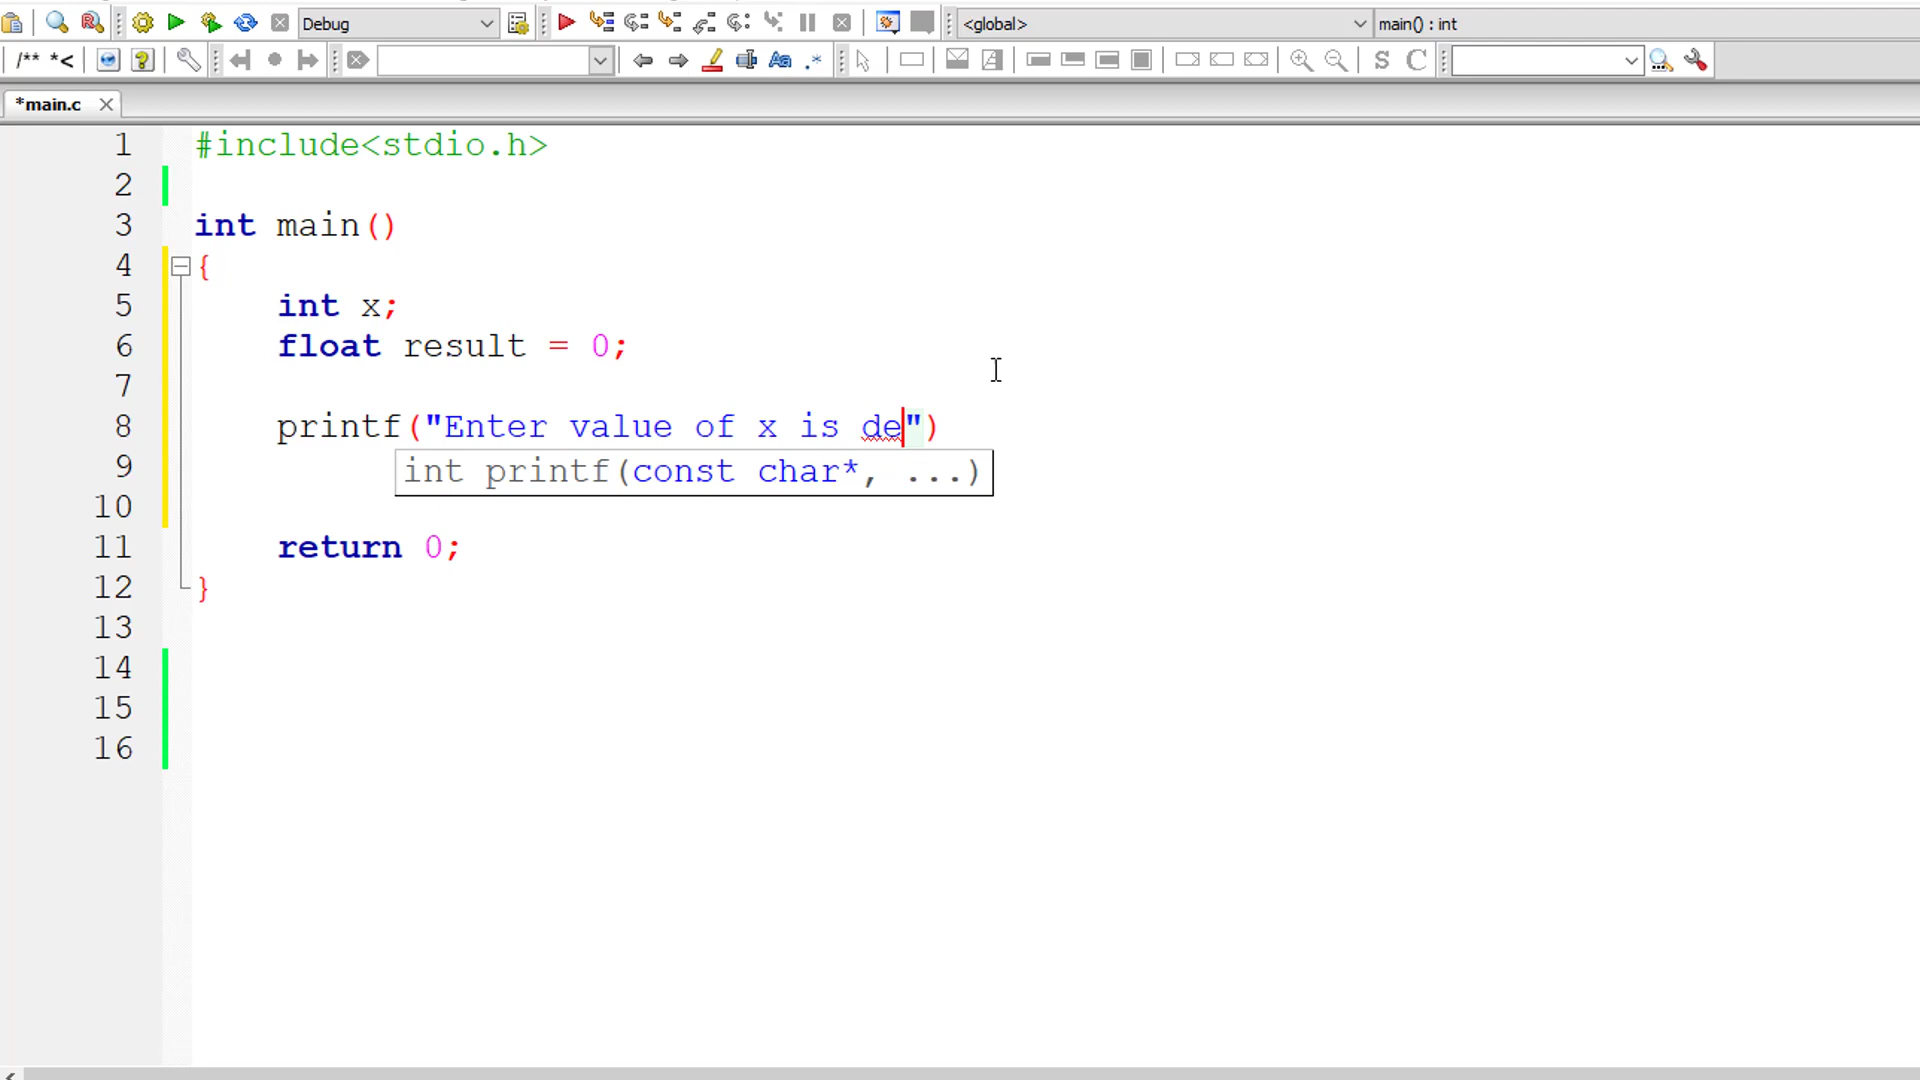 Debug
<global>
main() : int
/** *<
Aa
.*
S
C
*main.c
1 #include<stdio.h>
2
3 int main()
4 {
5 int x;
6 float result = 0;
7
8 printf("Enter value of x is de")
9 int printf(const char*, ...)
10
11 return 0;
12 }
13
14
15
16